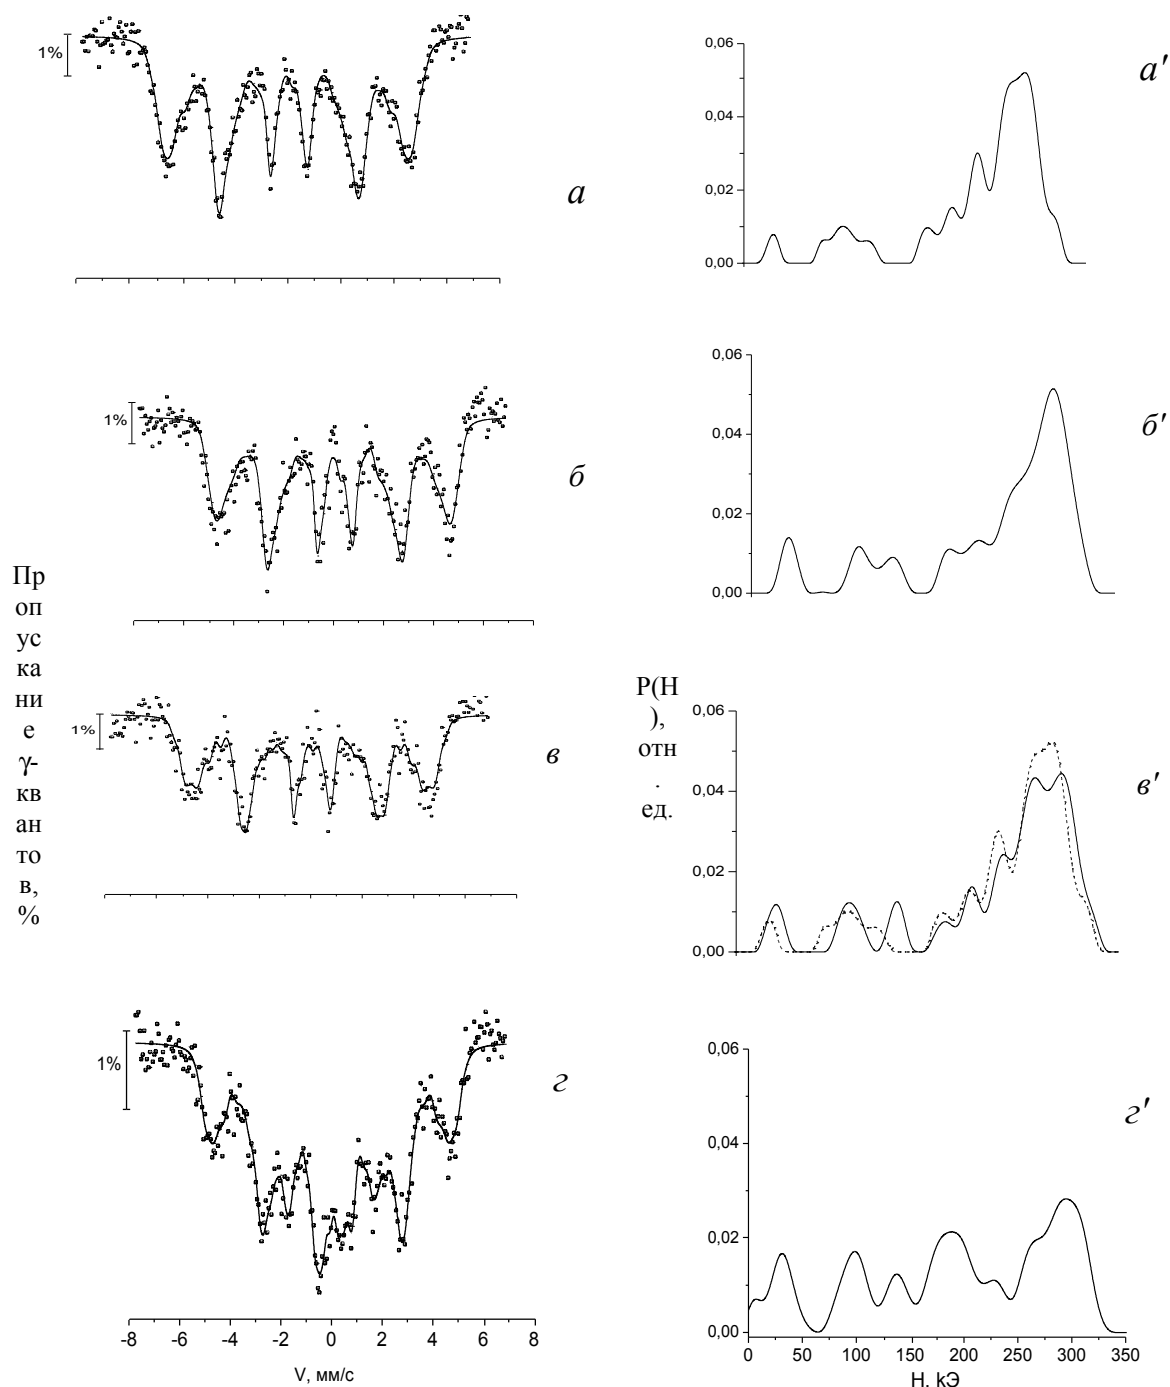 1%
а
0,06
0,04
0,02
0,00
а′
1%
б
0,06
0,04
0,02
0,00
б′
Пр
оп
ус
ка
ни
е
γ-
кв
ан
то
в,
%
1%
в
P(H
),
отн
.
ед.
0,06
0,04
0,02
0,00
в′
1%
г
-8 -6 -4 -2 0 2 4 6 8
V, мм/с
0,06
0,04
0,02
0,00
г′
0 50 100 150 200 250 300 350
H, кЭ